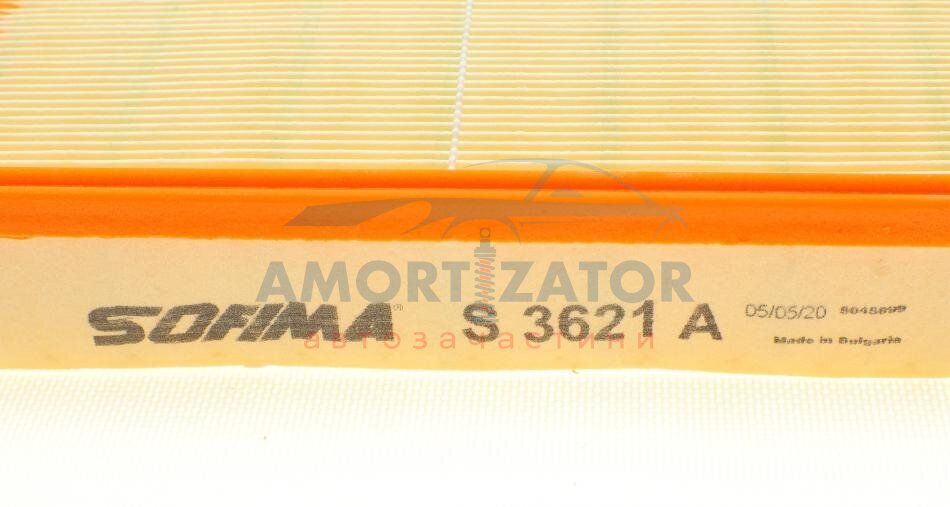 AMORTIZATOR
SOFIMA® S 3621 A 05/05/20
автозапчастини
Made in Bulgaria